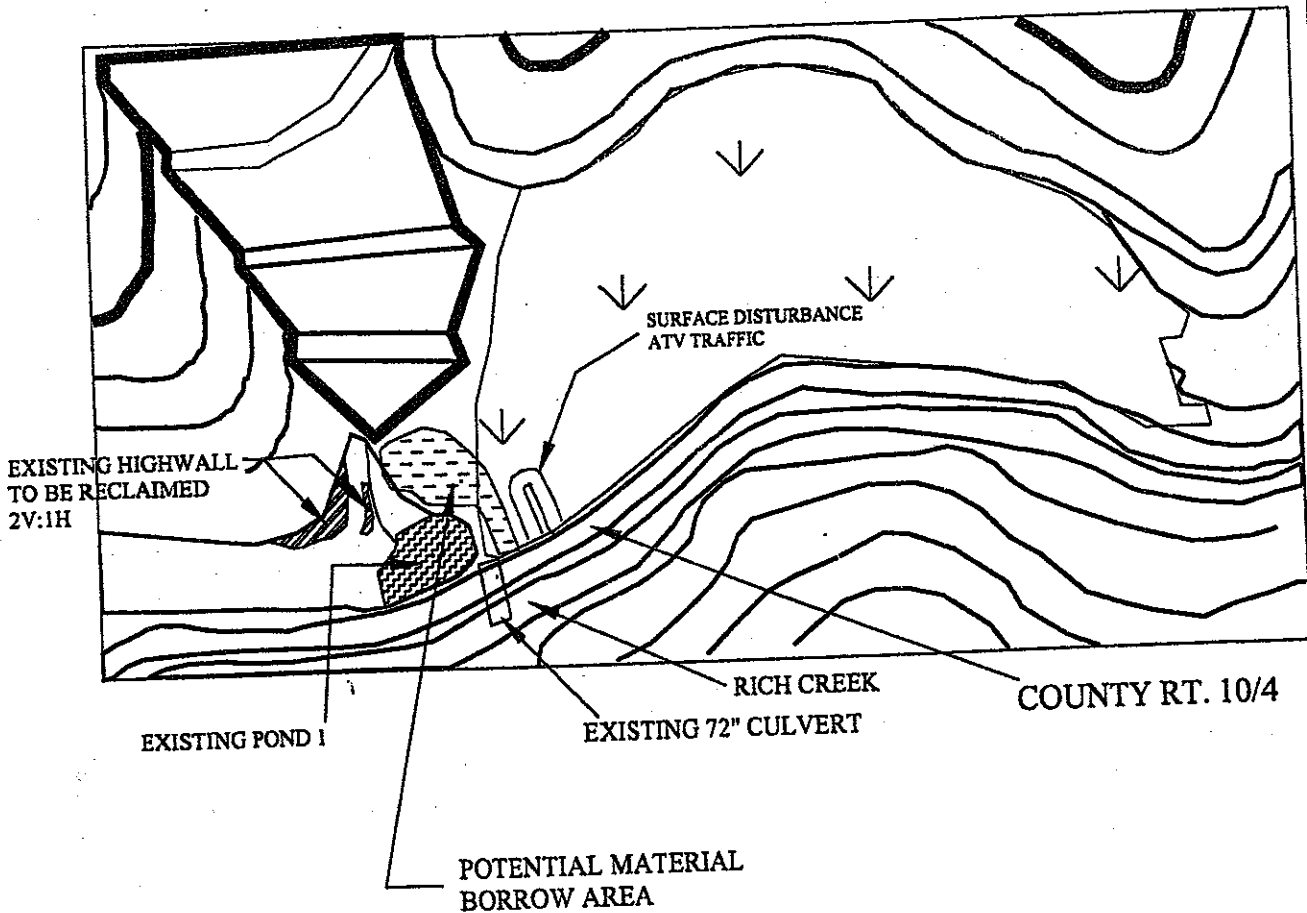 SURFACE DISTURBANCE
ATV TRAFFIC
EXISTING HIGHWALL
TO BE RECLAIMED
2V:1H
RICH CREEK
COUNTY RT. 10/4
EXISTING POND 1
EXISTING 72" CULVERT
POTENTIAL MATERIAL
BORROW AREA